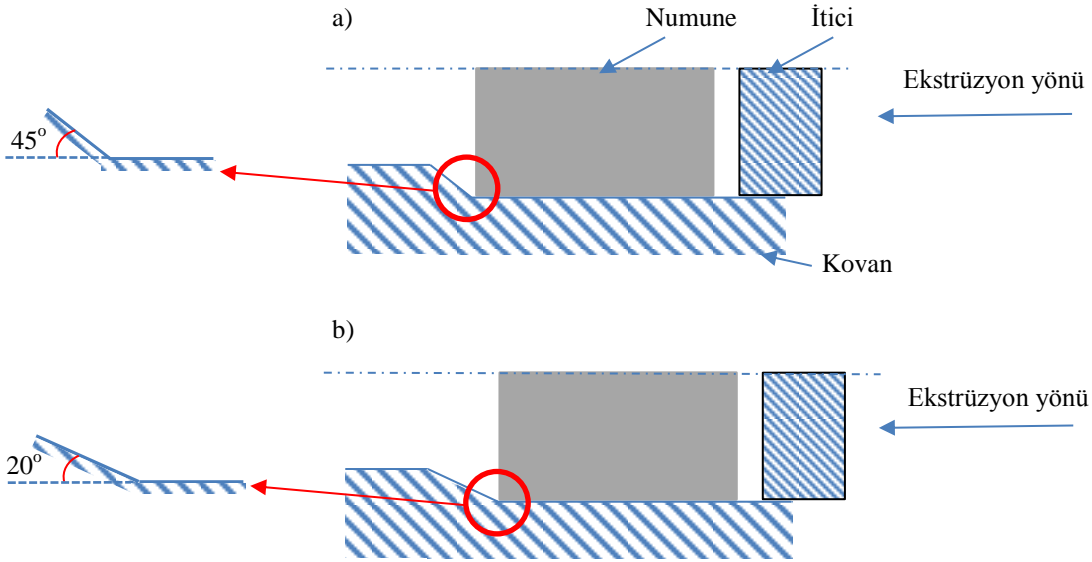 a)
Numune
İtici
Ekstrüzyon yönü
45°
Kovan
b)
Ekstrüzyon yönü
20°